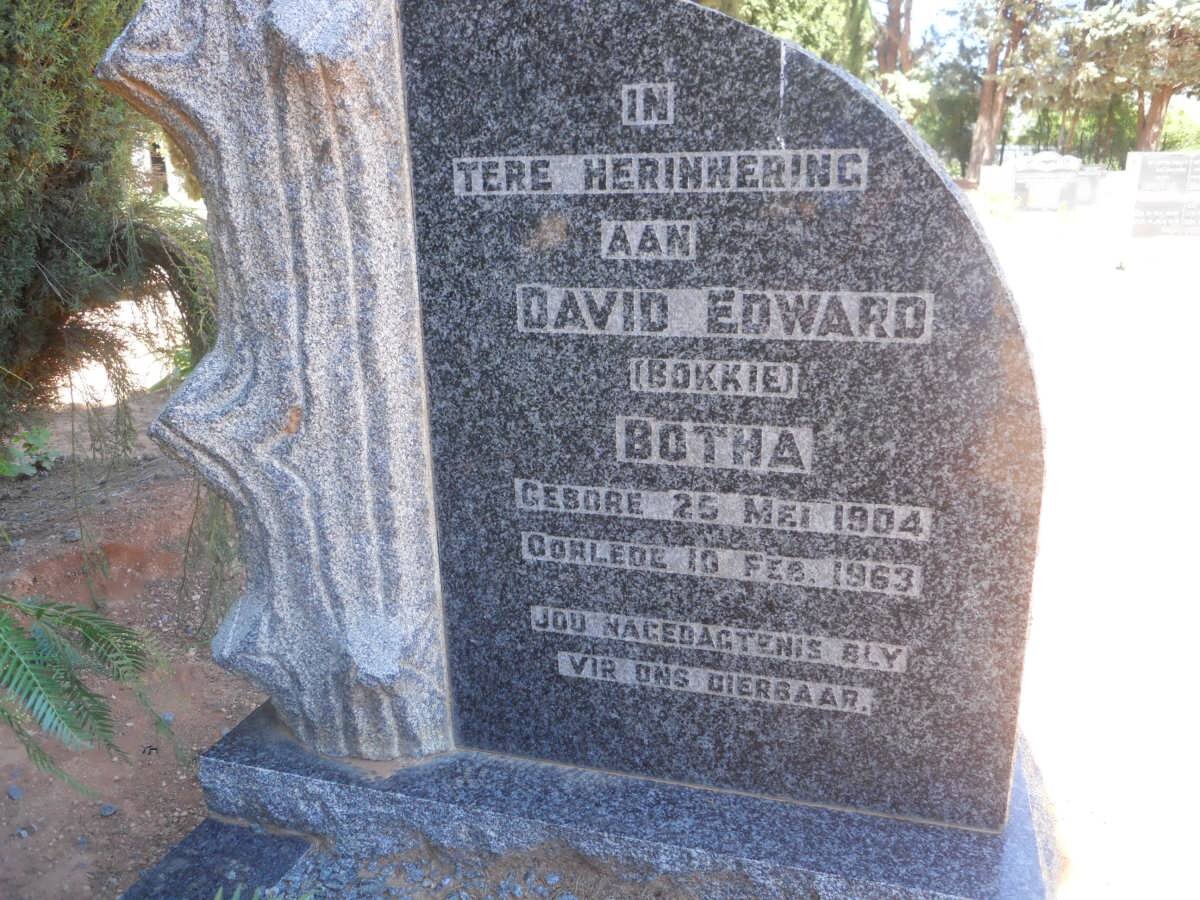 IN
TERE HERINNERING
AAN
DAVID EDWARD
(BOKKIE)
BOTHA
GEBORE 25 MEI 1904
OORLEDE 10 FEB. 1963
JOU NAGEDAGTENIS BLY
VIR ONS DIERBAAR.